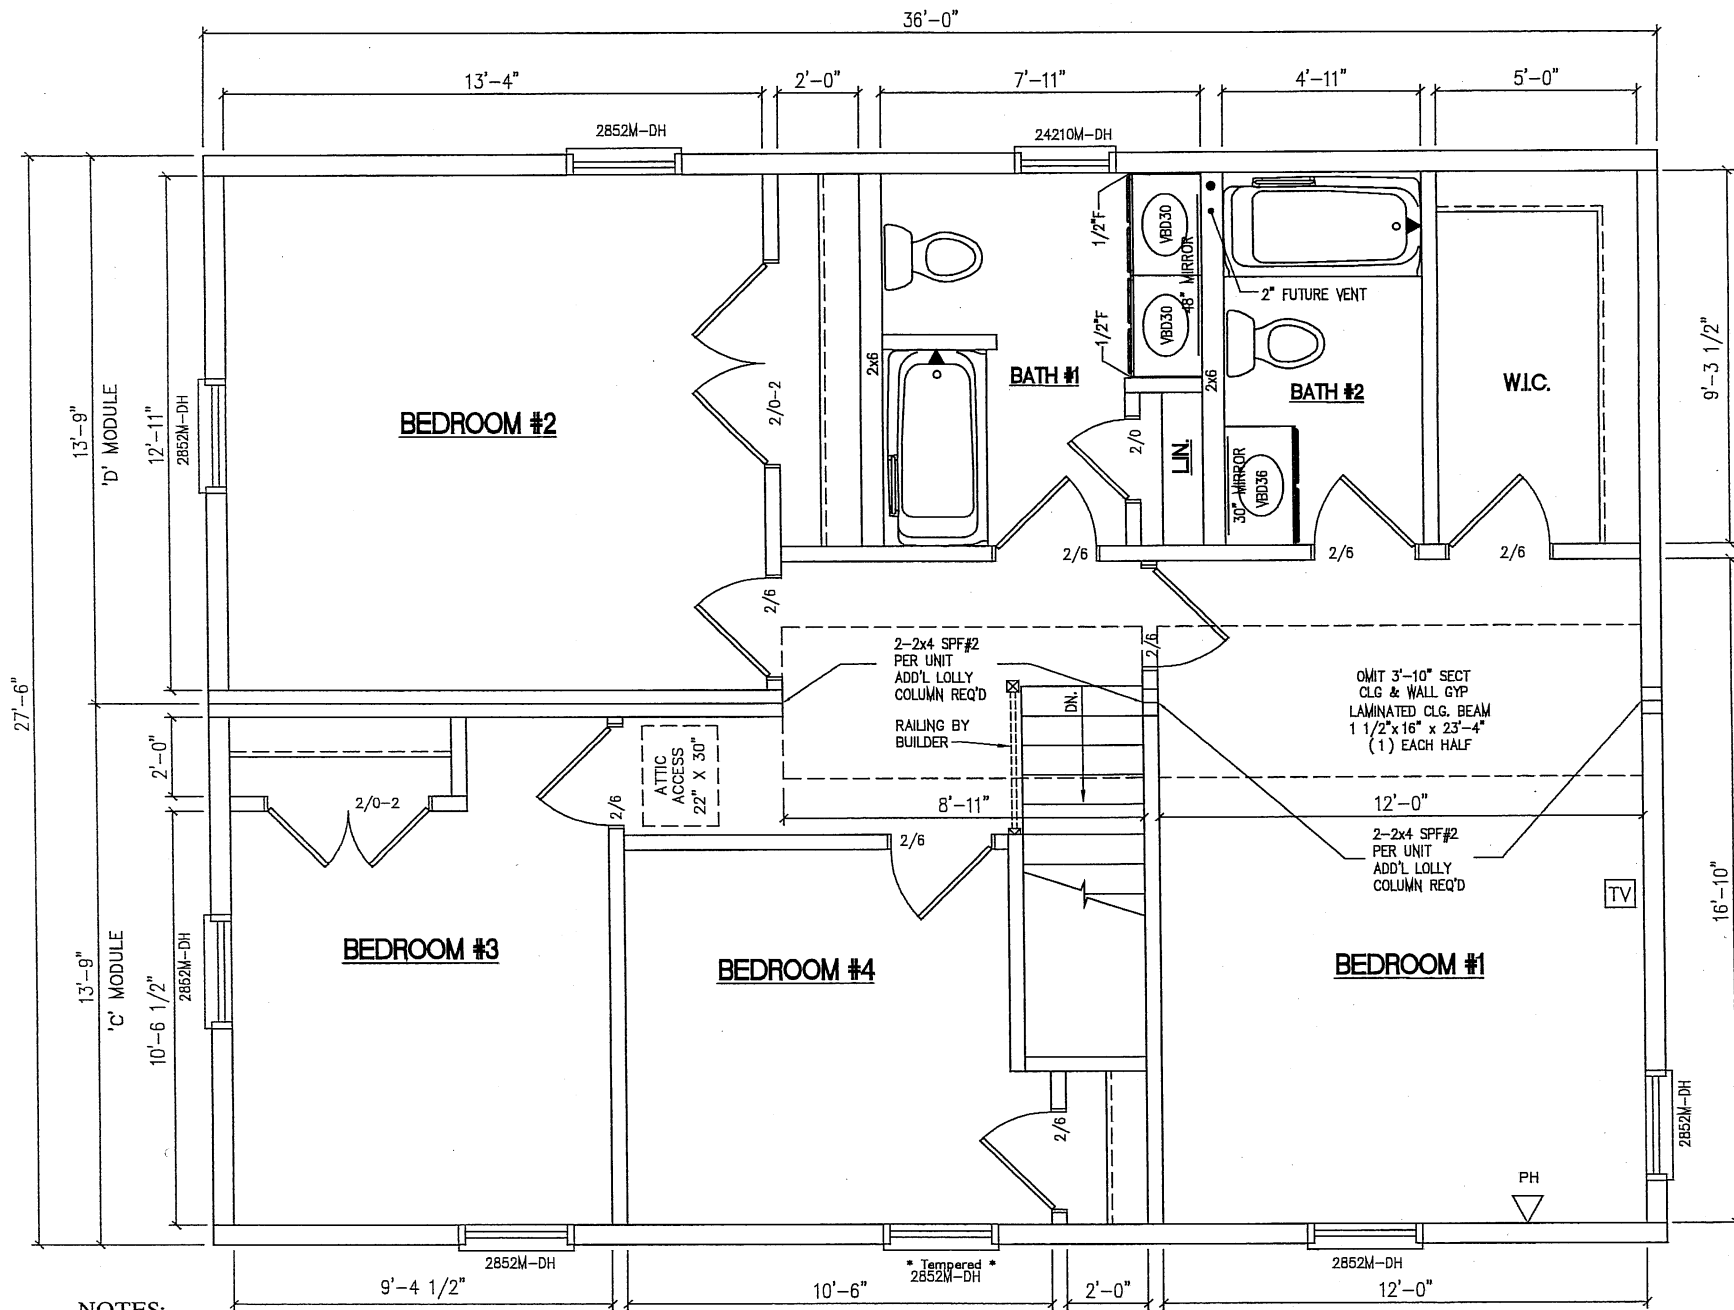 36'-0"
13'-4"
2'-0"
7'-11"
4'-11"
5'-0"
2852M-DH
24210M-DH
1/2"F
VBD30
48" MIRROR
2" FUTURE VENT
1/2"F
VBD30
2x6
2x6
BATH #1
BATH #2
W.I.C.
9'-3 1/2"
13'-9"
'D' MODULE
12'-11"
2852M-DH
BEDROOM #2
2/0-2
2/0
LIN.
30" MIRROR
VBD36
2/6
2/6
2/6
2/6
2/6
27'-6"
2-2x4 SPF#2
PER UNIT
ADD'L LOLLY
COLUMN REQ'D
RAILING BY
BUILDER
DN.
OMIT 3'-10" SECT
CLG & WALL GYP
LAMINATED CLG. BEAM
1 1/2"x16" x 23'-4"
(1) EACH HALF
2'-0"
2/0-2
2/6
ATTIC
ACCESS
22" X 30"
8'-11"
12'-0"
2/6
2-2x4 SPF#2
PER UNIT
ADD'L LOLLY
COLUMN REQ'D
TV
16'-10"
13'-9"
'C' MODULE
10'-6 1/2"
2852M-DH
BEDROOM #3
BEDROOM #4
BEDROOM #1
2/6
2852M-DH
PH
2852M-DH
* Tempered *
2852M-DH
2852M-DH
9'-4 1/2"
10'-6"
2'-0"
12'-0"
NOTES: